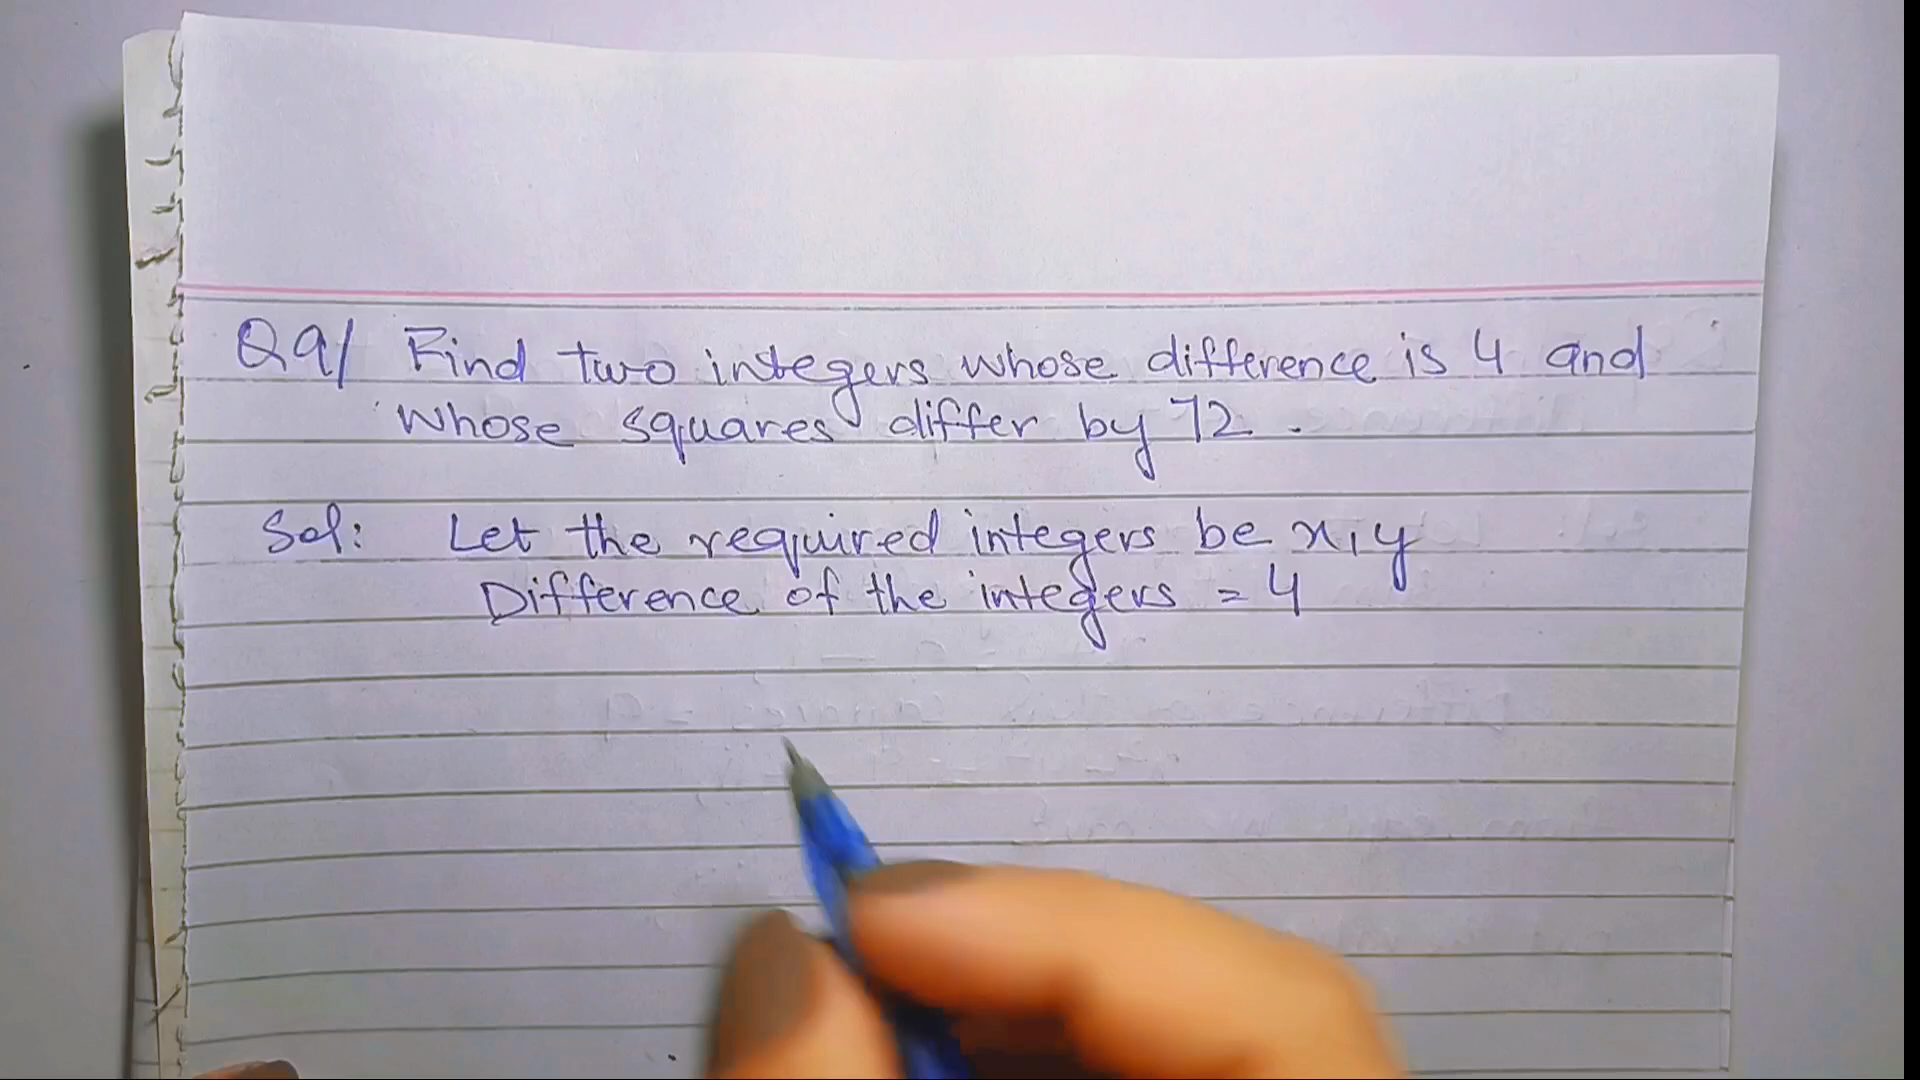 Q9/ Find two integers whose difference is 4 and
whose squares differ by 72.
Sol: Let the required integers be x, y
Difference of the integers = 4